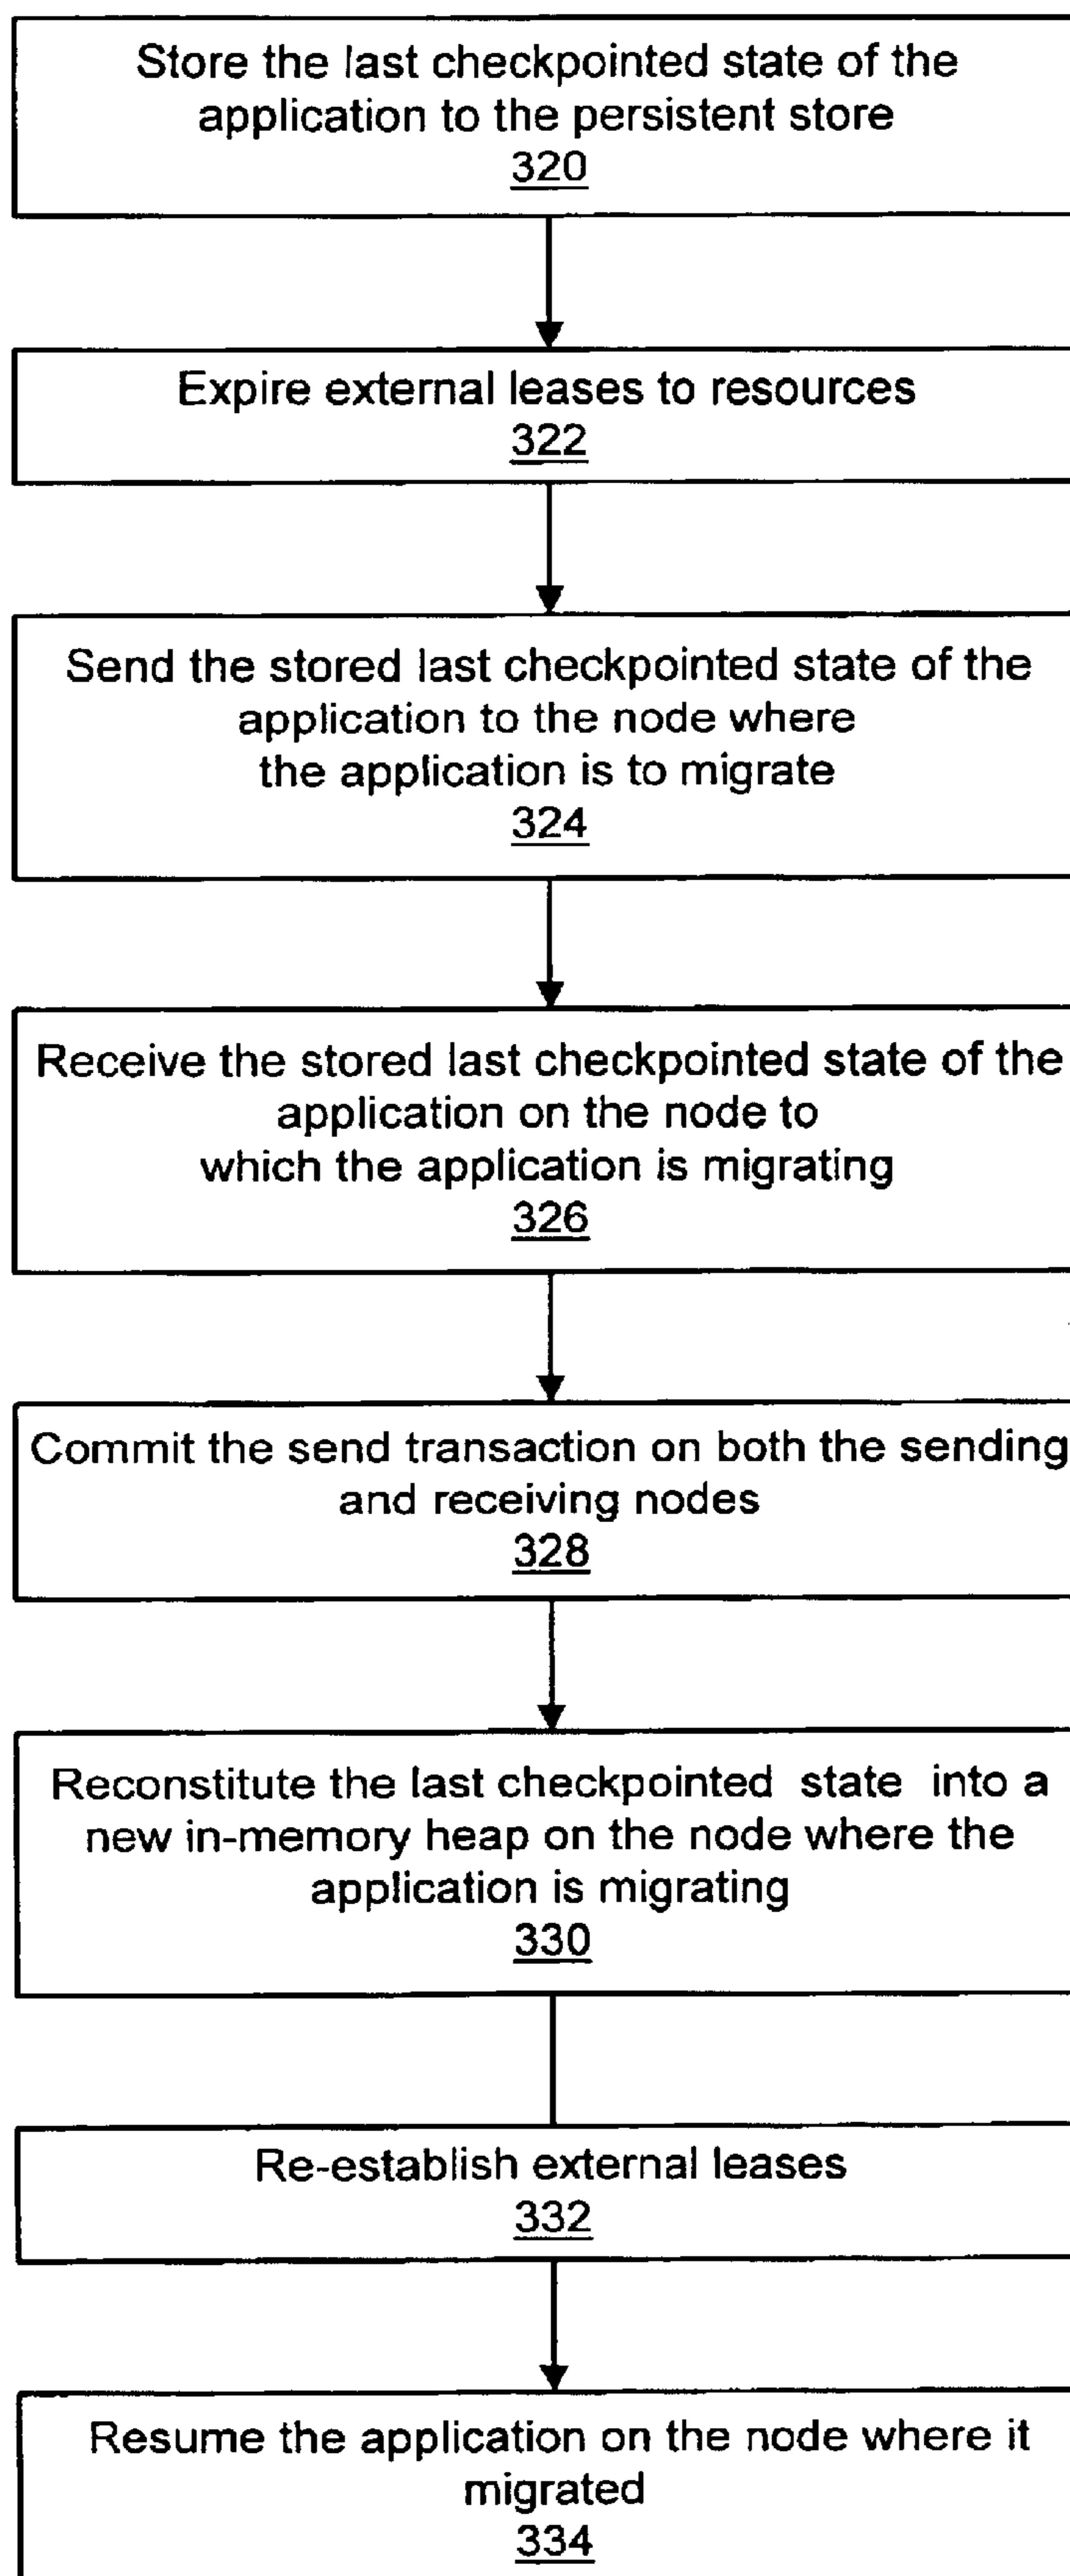 Store the last checkpointed state of the
application to the persistent store
320
Expire external leases to resources
322
Send the stored last checkpointed state of the
application to the node where
the application is to migrate
324
Receive the stored last checkpointed state of the
application on the node to
which the application is migrating
326
Commit the send transaction on both the sending
and receiving nodes
328
Reconstitute the last checkpointed state into a
new in-memory heap on the node where the
application is migrating
330
Re-establish external leases
332
Resume the application on the node where it
migrated
334